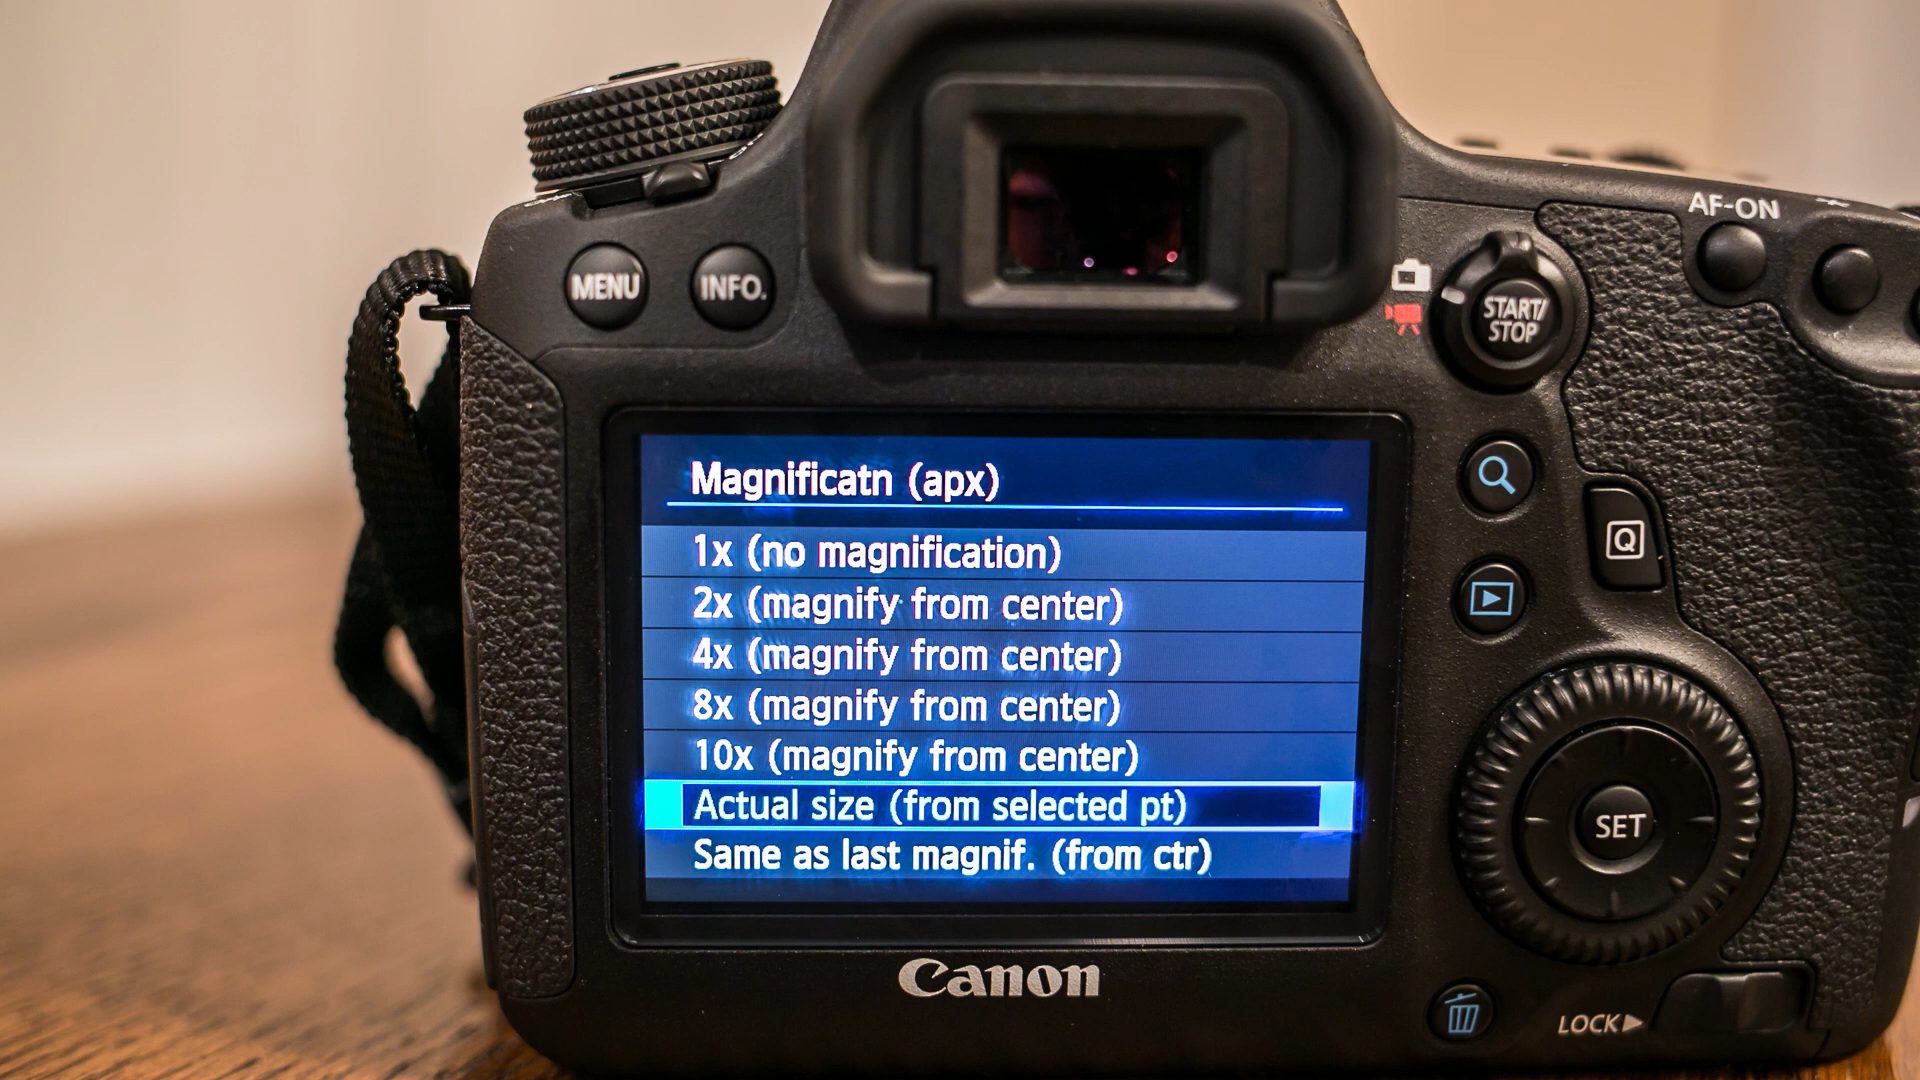 AF-ON
MENU
INFO.
START/
STOP
Magnificatn (apx)
1x (no magnification)
2x (magnify from center)
4x (magnify from center)
8x (magnify from center)
10x (magnify from center)
Actual size (from selected pt)
Same as last magnif. (from ctr)
Q
SET
Canon
LOCK